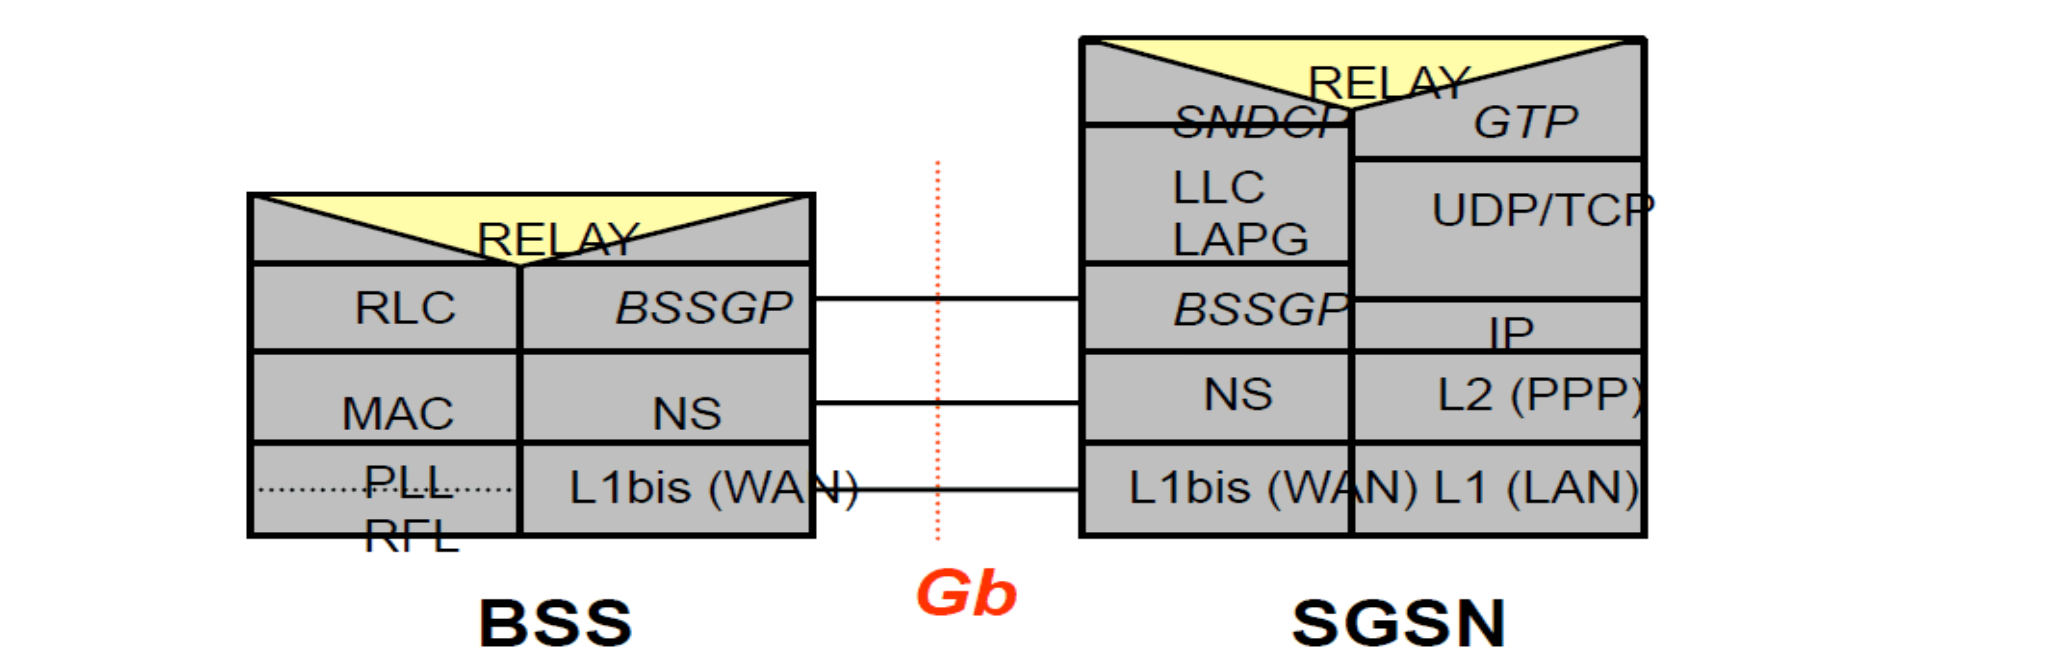 RELAY
SNDCP
GTP
LLC
LAPG
UDP/TCP
RELAY
RLC
BSSGP
BSSGP
IP
MAC
NS
NS
L2 (PPP)
PLL
RFL
L1bis (WAN)
L1bis (WAN)
L1 (LAN)
Gb
BSS
SGSN